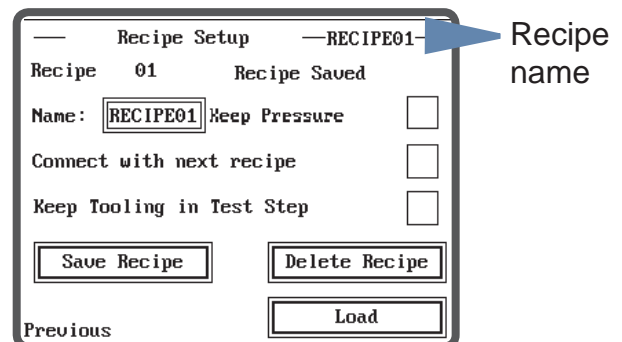 Recipe Setup RECIPE01
Recipe 01 Recipe Saved
Name: RECIPE01 Keep Pressure
Connect with next recipe
Keep Tooling in Test Step
Save Recipe Delete Recipe
Load
Previous
Recipe
name